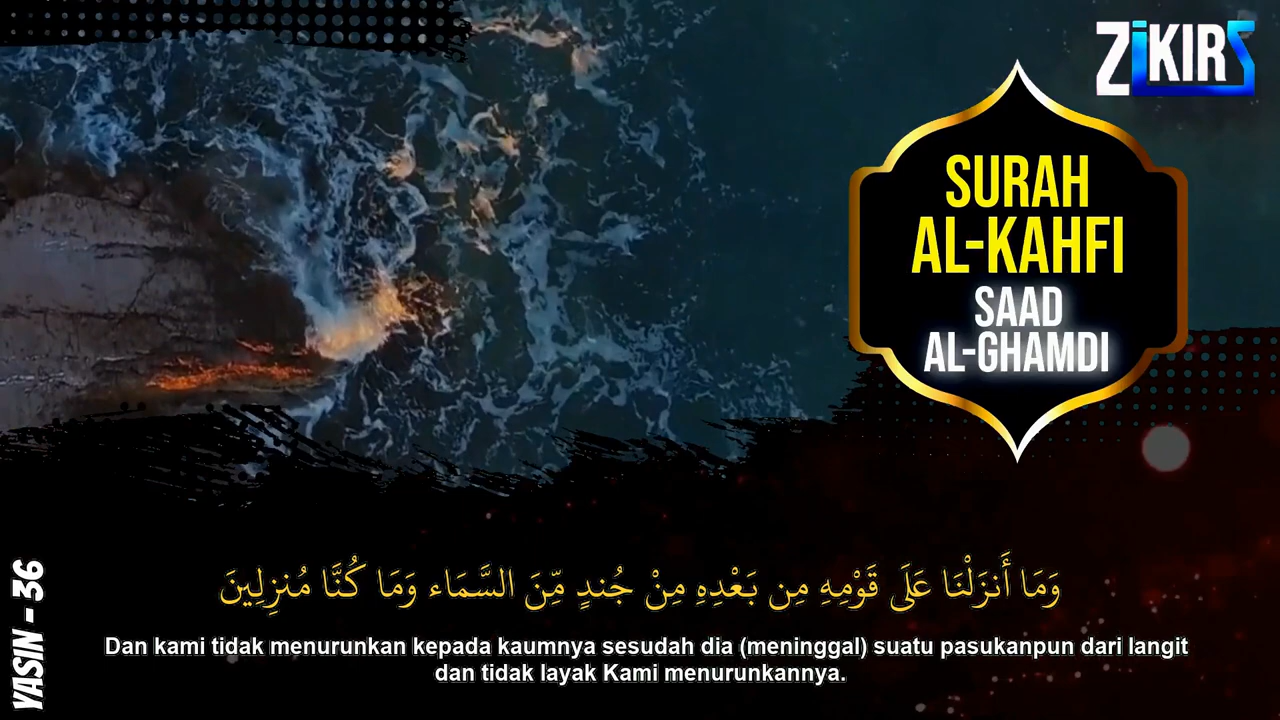 ZiKIRS
SURAH
AL-KAHFI
SAAD
AL-GHAMDI
YASIN - 36
وَمَا أَنزَلْنَا عَلَى قَوْمِهِ مِن بَعْدِهِ مِنْ جُندٍ مِّنَ السَّمَاء وَمَا كُنَّا مُنزِلِينَ
Dan kami tidak menurunkan kepada kaumnya sesudah dia (meninggal) suatu pasukanpun dari langit
dan tidak layak Kami menurunkannya.